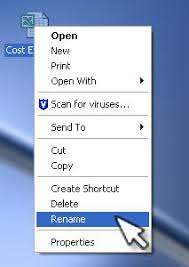 Cost E
Open
New
Print
Open With
Scan for viruses...
Send To
Cut
Copy
Create Shortcut
Delete
Rename
Properties